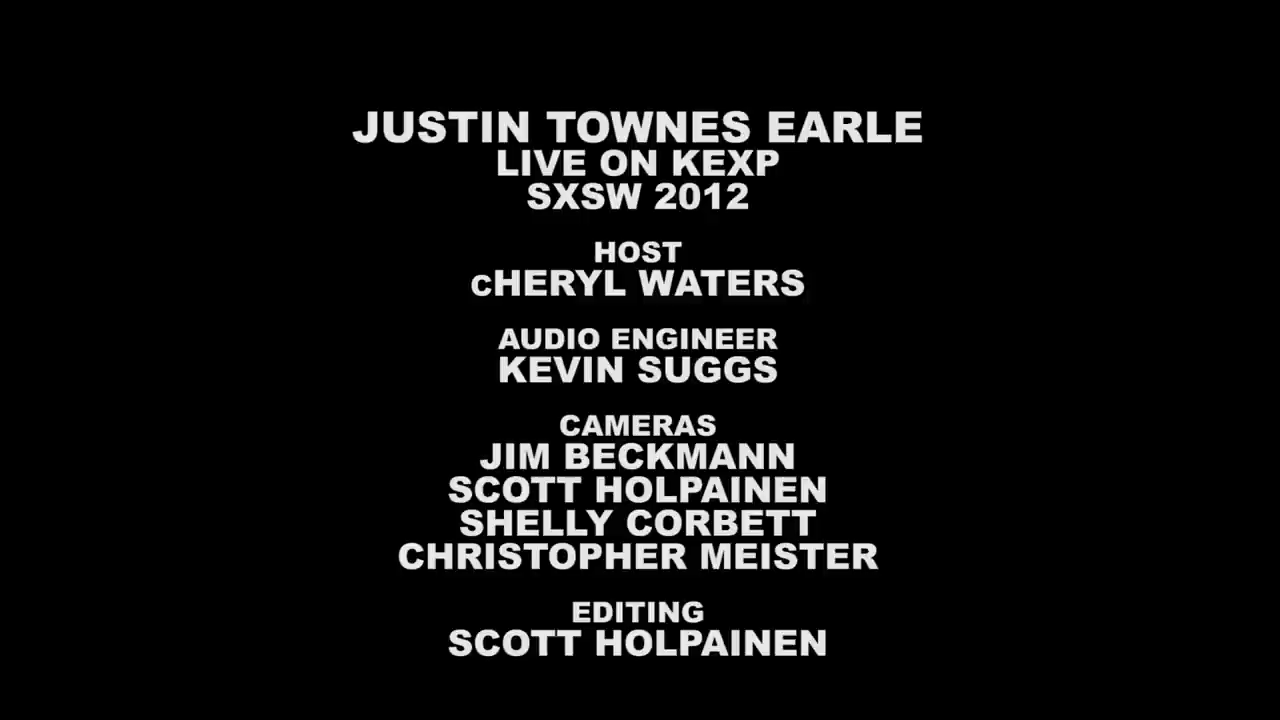 JUSTIN TOWNES EARLE
LIVE ON KEXP
SXSW 2012
HOST
cHERYL WATERS
AUDIO ENGINEER
KEVIN SUGGS
CAMERAS
JIM BECKMANN
SCOTT HOLPAINEN
SHELLY CORBETT
CHRISTOPHER MEISTER
EDITING
SCOTT HOLPAINEN